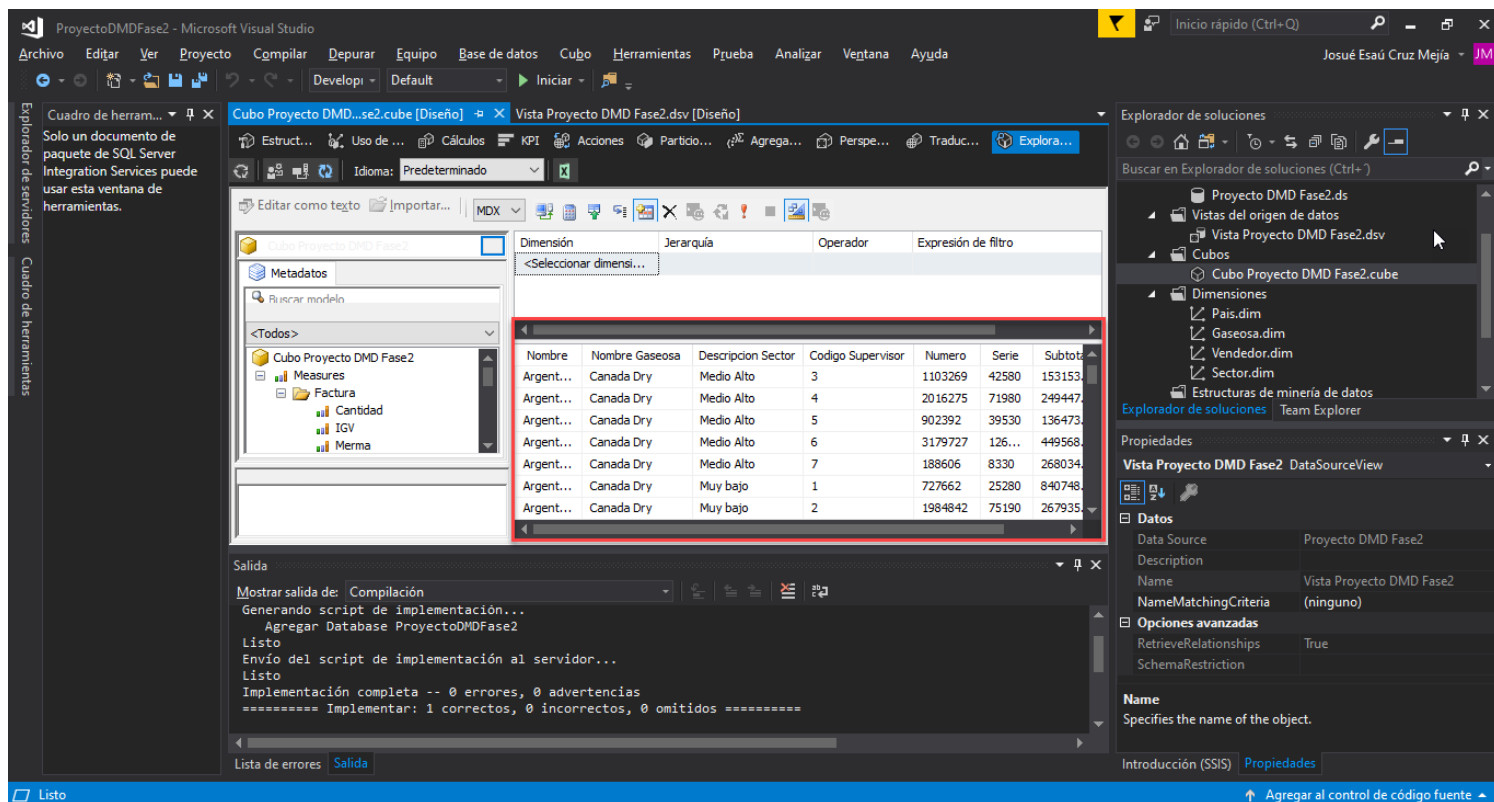 ProyectoDMDFase2 - Microsoft Visual Studio
Inicio rápido (Ctrl+Q)
Archivo Editar Ver Proyecto Compilar Depurar Equipo Base de datos Cubo Herramientas Prueba Analizar Ventana Ayuda
Josué Esaú Cruz Mejía JM
Developı Default Iniciar
Explorador de servidores
Cuadro de herramientas
Cuadro de herram...
Solo un documento de
paquete de SQL Server
Integration Services puede
usar esta ventana de
herramientas.
Cubo Proyecto DMD...se2.cube [Diseño] Vista Proyecto DMD Fase2.dsv [Diseño]
Estruct... Uso de ... Cálculos KPI Acciones Particio... Agrega... Perspe... Traduc... Explora...
Idioma: Predeterminado
Editar como texto Importar... MDX
Cubo Proyecto DMD Fase2
Metadatos
Buscar modelo
<Todos>
Cubo Proyecto DMD Fase2
Measures
Factura
Cantidad
IGV
Merma
Dimensión Jerarquía Operador Expresión de filtro
<Seleccionar dimensi...
Nombre Nombre Gaseosa Descripcion Sector Codigo Supervisor Numero Serie Subtota
Argent... Canada Dry Medio Alto 3 1103269 42580 153153.
Argent... Canada Dry Medio Alto 4 2016275 71980 249447.
Argent... Canada Dry Medio Alto 5 902392 39530 136473.
Argent... Canada Dry Medio Alto 6 3179727 126... 449568.
Argent... Canada Dry Medio Alto 7 188606 8330 268034.
Argent... Canada Dry Muy bajo 1 727662 25280 840748.
Argent... Canada Dry Muy bajo 2 1984842 75190 267935.
Salida
Mostrar salida de: Compilación
Generando script de implementación...
Agregar Database ProyectoDMDFase2
Listo
Envío del script de implementación al servidor...
Listo
Implementación completa -- 0 errores, 0 advertencias
========== Implementar: 1 correctos, 0 incorrectos, 0 omitidos ==========
Lista de errores Salida
Explorador de soluciones
Buscar en Explorador de soluciones (Ctrl+¨)
Proyecto DMD Fase2.ds
Vistas del origen de datos
Vista Proyecto DMD Fase2.dsv
Cubos
Cubo Proyecto DMD Fase2.cube
Dimensiones
Pais.dim
Gaseosa.dim
Vendedor.dim
Sector.dim
Estructuras de minería de datos
Explorador de soluciones Team Explorer
Propiedades
Vista Proyecto DMD Fase2 DataSourceView
Datos
Data Source Proyecto DMD Fase2
Description
Name Vista Proyecto DMD Fase2
NameMatchingCriteria (ninguno)
Opciones avanzadas
RetrieveRelationships True
SchemaRestriction
Name
Specifies the name of the object.
Introducción (SSIS) Propiedades
Listo
Agregar al control de código fuente